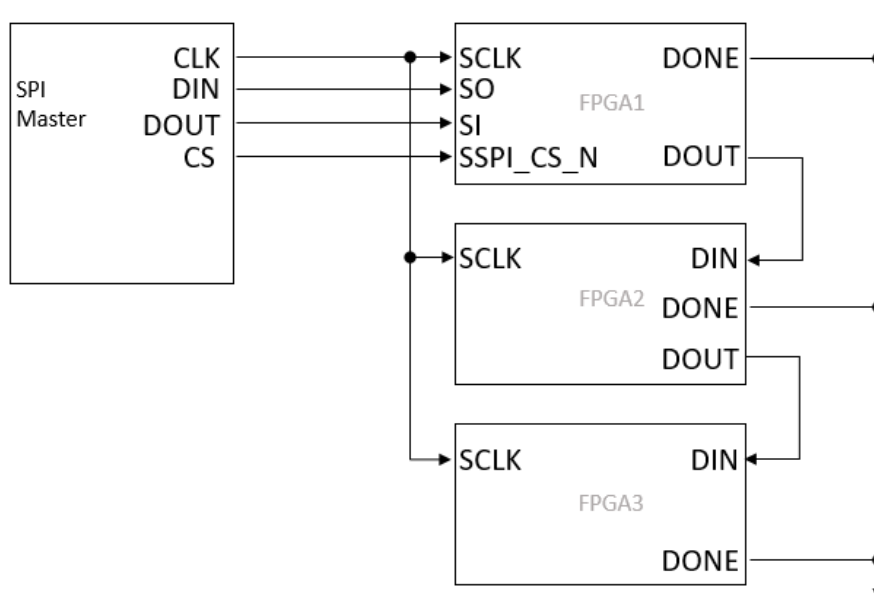 SPI
Master
CLK
DIN
DOUT
CS
SCLK
SO
SI
SSPI_CS_N
FPGA1
DONE
DOUT
SCLK
FPGA2
DIN
DONE
DOUT
SCLK
FPGA3
DIN
DONE